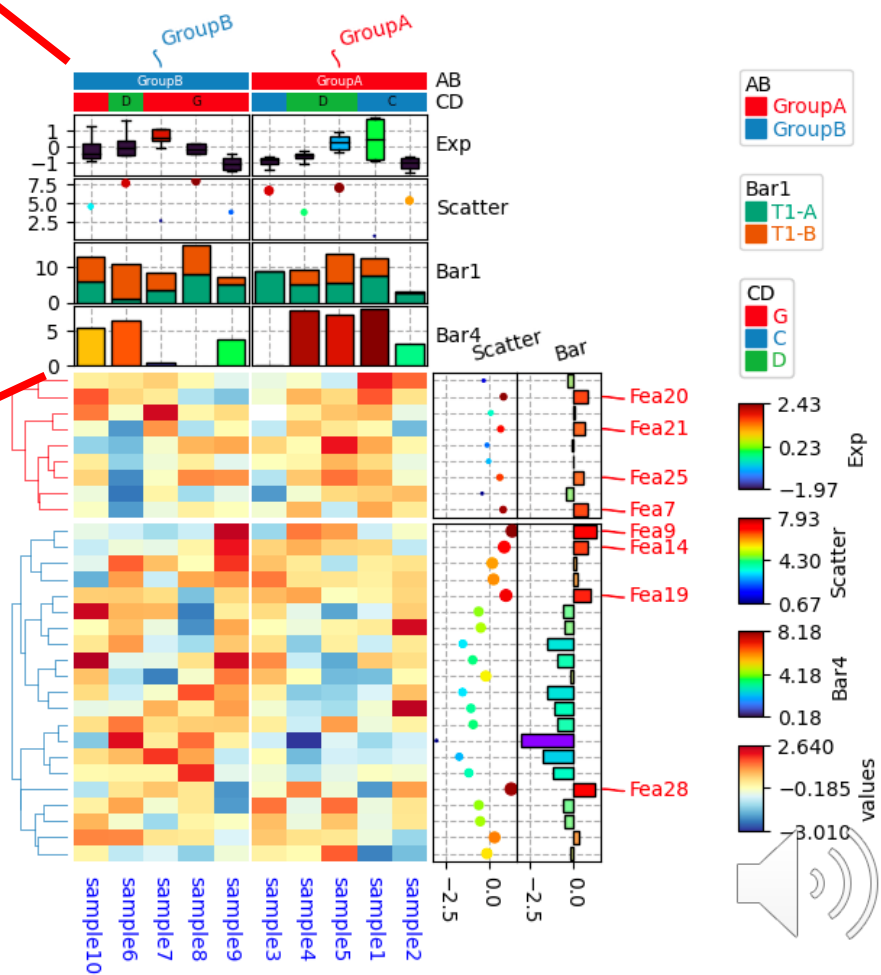 GroupB
GroupA
GroupB
GroupA
AB
D
G
D
C
CD
1
0
−1
Exp
7.5
5.0
2.5
Scatter
10
0
Bar1
5
0
Bar4
Scatter
Bar
Fea20
Fea21
Fea25
Fea7
Fea9
Fea14
Fea19
Fea28
−2.5
0.0
−2.5
0.0
sample10
sample6
sample7
sample8
sample9
sample3
sample4
sample5
sample1
sample2
AB
GroupA
GroupB
Bar1
T1-A
T1-B
CD
G
C
D
2.43
0.23
−1.97
Exp
7.93
4.30
0.67
Scatter
8.18
4.18
0.18
Bar4
2.640
−0.185
−3.010
values